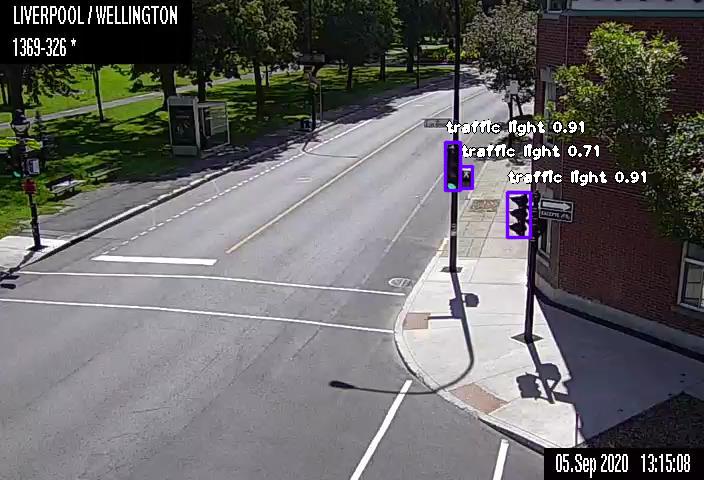 LIVERPOOL / WELLINGTON
1369-326 *
traffic light 0.91
traffic light 0.71
traffic light 0.91
EXCEPTE
05.Sep 2020 13:15:08